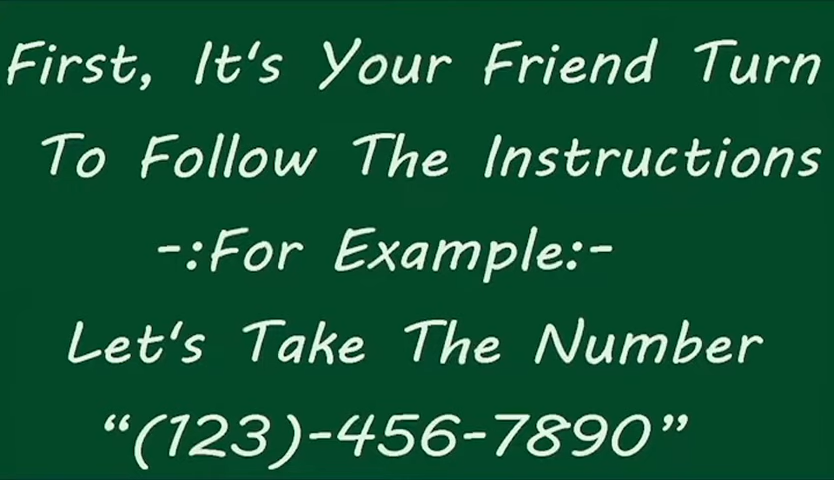 First, It's Your Friend Turn
To Follow The Instructions
-:For Example:-
Let's Take The Number
“(123)-456-7890”